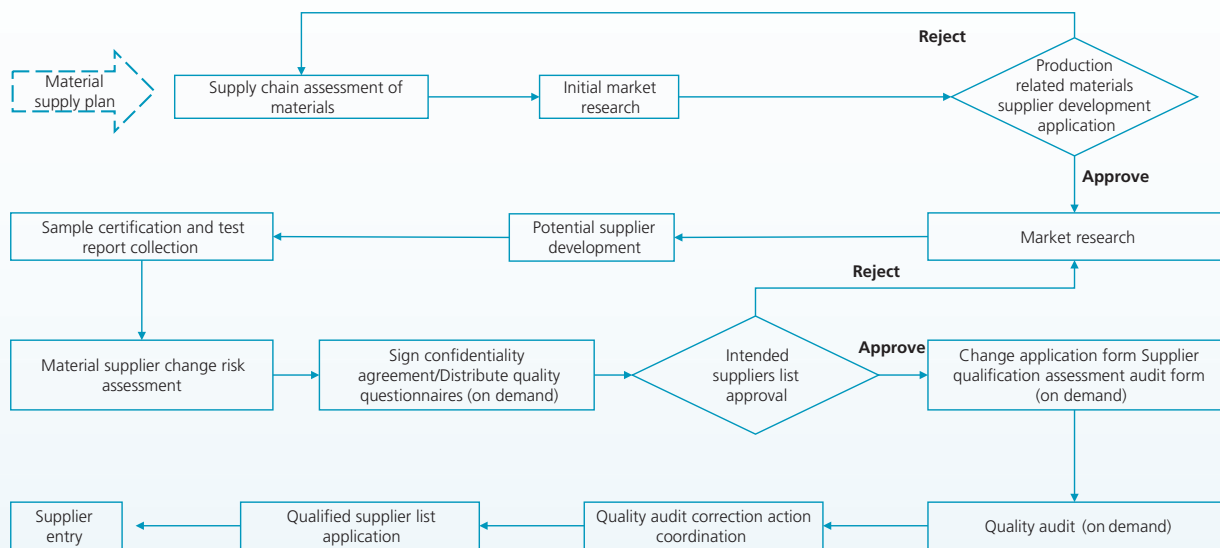 Reject
Material
supply plan
Supply chain assessment of
materials
Initial market
research
Production
related materials
supplier development
application
Approve
Sample certification and test
report collection
Potential supplier
development
Market research
Reject
Material supplier change risk
assessment
Sign confidentiality
agreement/Distribute quality
questionnaires (on demand)
Intended
suppliers list
approval
Approve
Change application form Supplier
qualification assessment audit form
(on demand)
Supplier
entry
Qualified supplier list
application
Quality audit correction action
coordination
Quality audit (on demand)